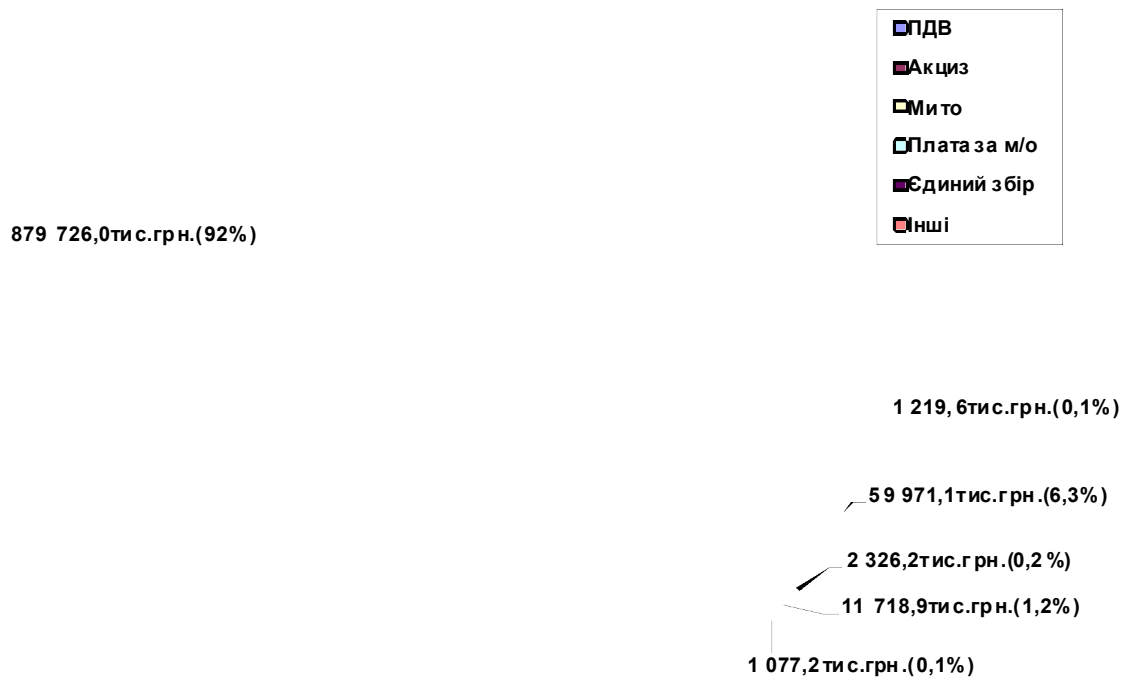 ПДВ
Акциз
Мито
Плата за м/о
Єдиний збір
Інші
879 726,0тис.грн.(92%)
1 219,6тис.грн.(0,1%)
59 971,1тис.грн.(6,3%)
2 326,2тис.грн.(0,2%)
11 718,9тис.грн.(1,2%)
1 077,2тис.грн.(0,1%)